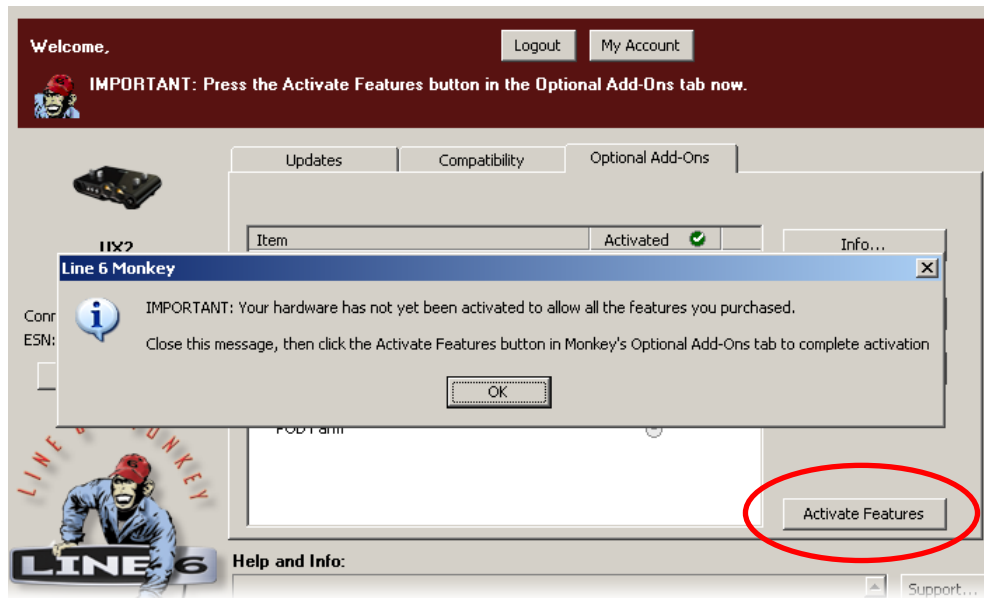 Welcome,
Logout
My Account
IMPORTANT: Press the Activate Features button in the Optional Add-Ons tab now.
Updates
Compatibility
Optional Add-Ons
Item
Activated
Info...
UX2
Line 6 Monkey
IMPORTANT: Your hardware has not yet been activated to allow all the features you purchased.
Conn
ESN:
Close this message, then click the Activate Features button in Monkey's Optional Add-Ons tab to complete activation
OK
POD Farm
LINE 6 MONKEY
Activate Features
LINE 6
Help and Info:
Support...